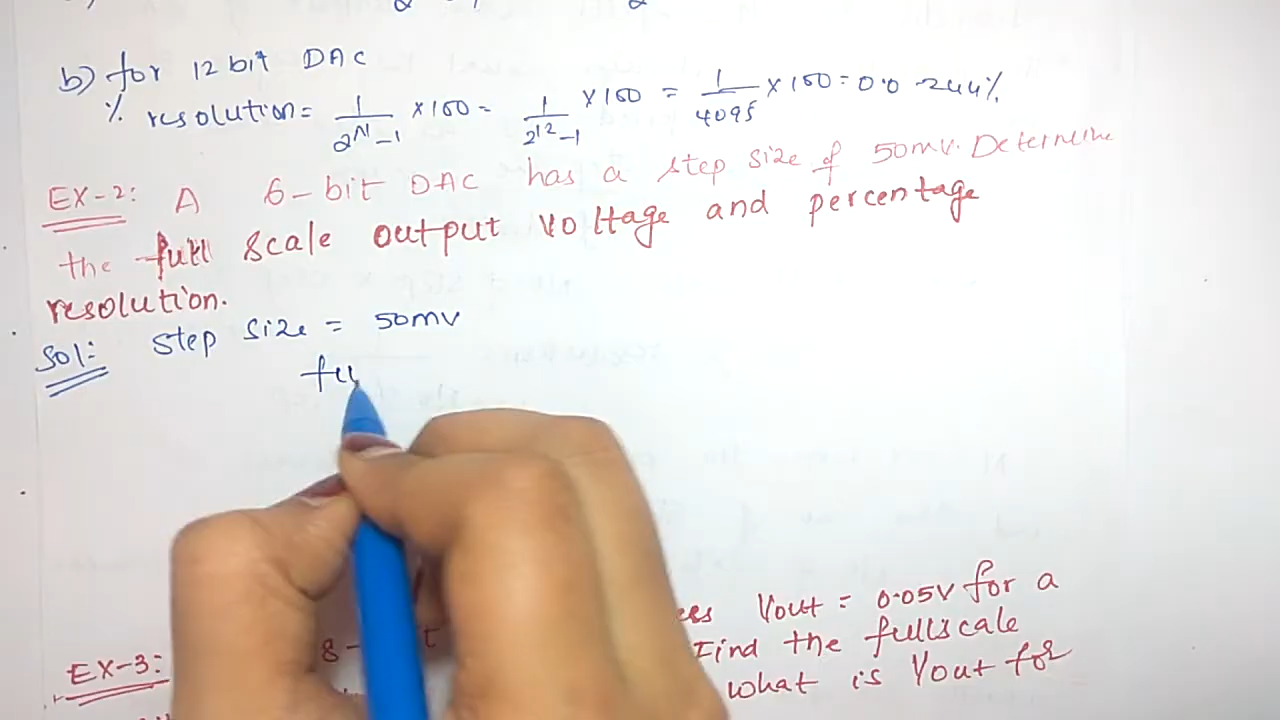 b) for 12 bit DAC
% resolution = 1/2^N-1 × 100 = 1/2^12-1 × 100 = 1/4095 × 100 = 0.0244%
EX-2: A 6-bit DAC has a step size of 50mV. Determine
the full scale output voltage and percentage
resolution.
Sol: step size = 50mV
fu
EX-3: 8- Vout = 0.05V for a
Find the fullscale
what is Vout for